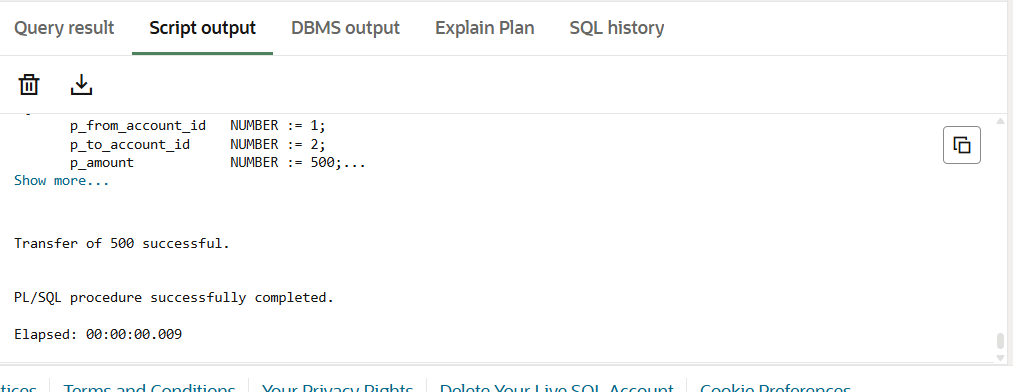 Query result Script output DBMS output Explain Plan SQL history
p_from_account_id NUMBER := 1;
p_to_account_id NUMBER := 2;
p_amount NUMBER := 500;...
Show more...
Transfer of 500 successful.
PL/SQL procedure successfully completed.
Elapsed: 00:00:00.009
Terms and Conditions Your Privacy Rights Delete Your Live SQL Account Cookie Preferences